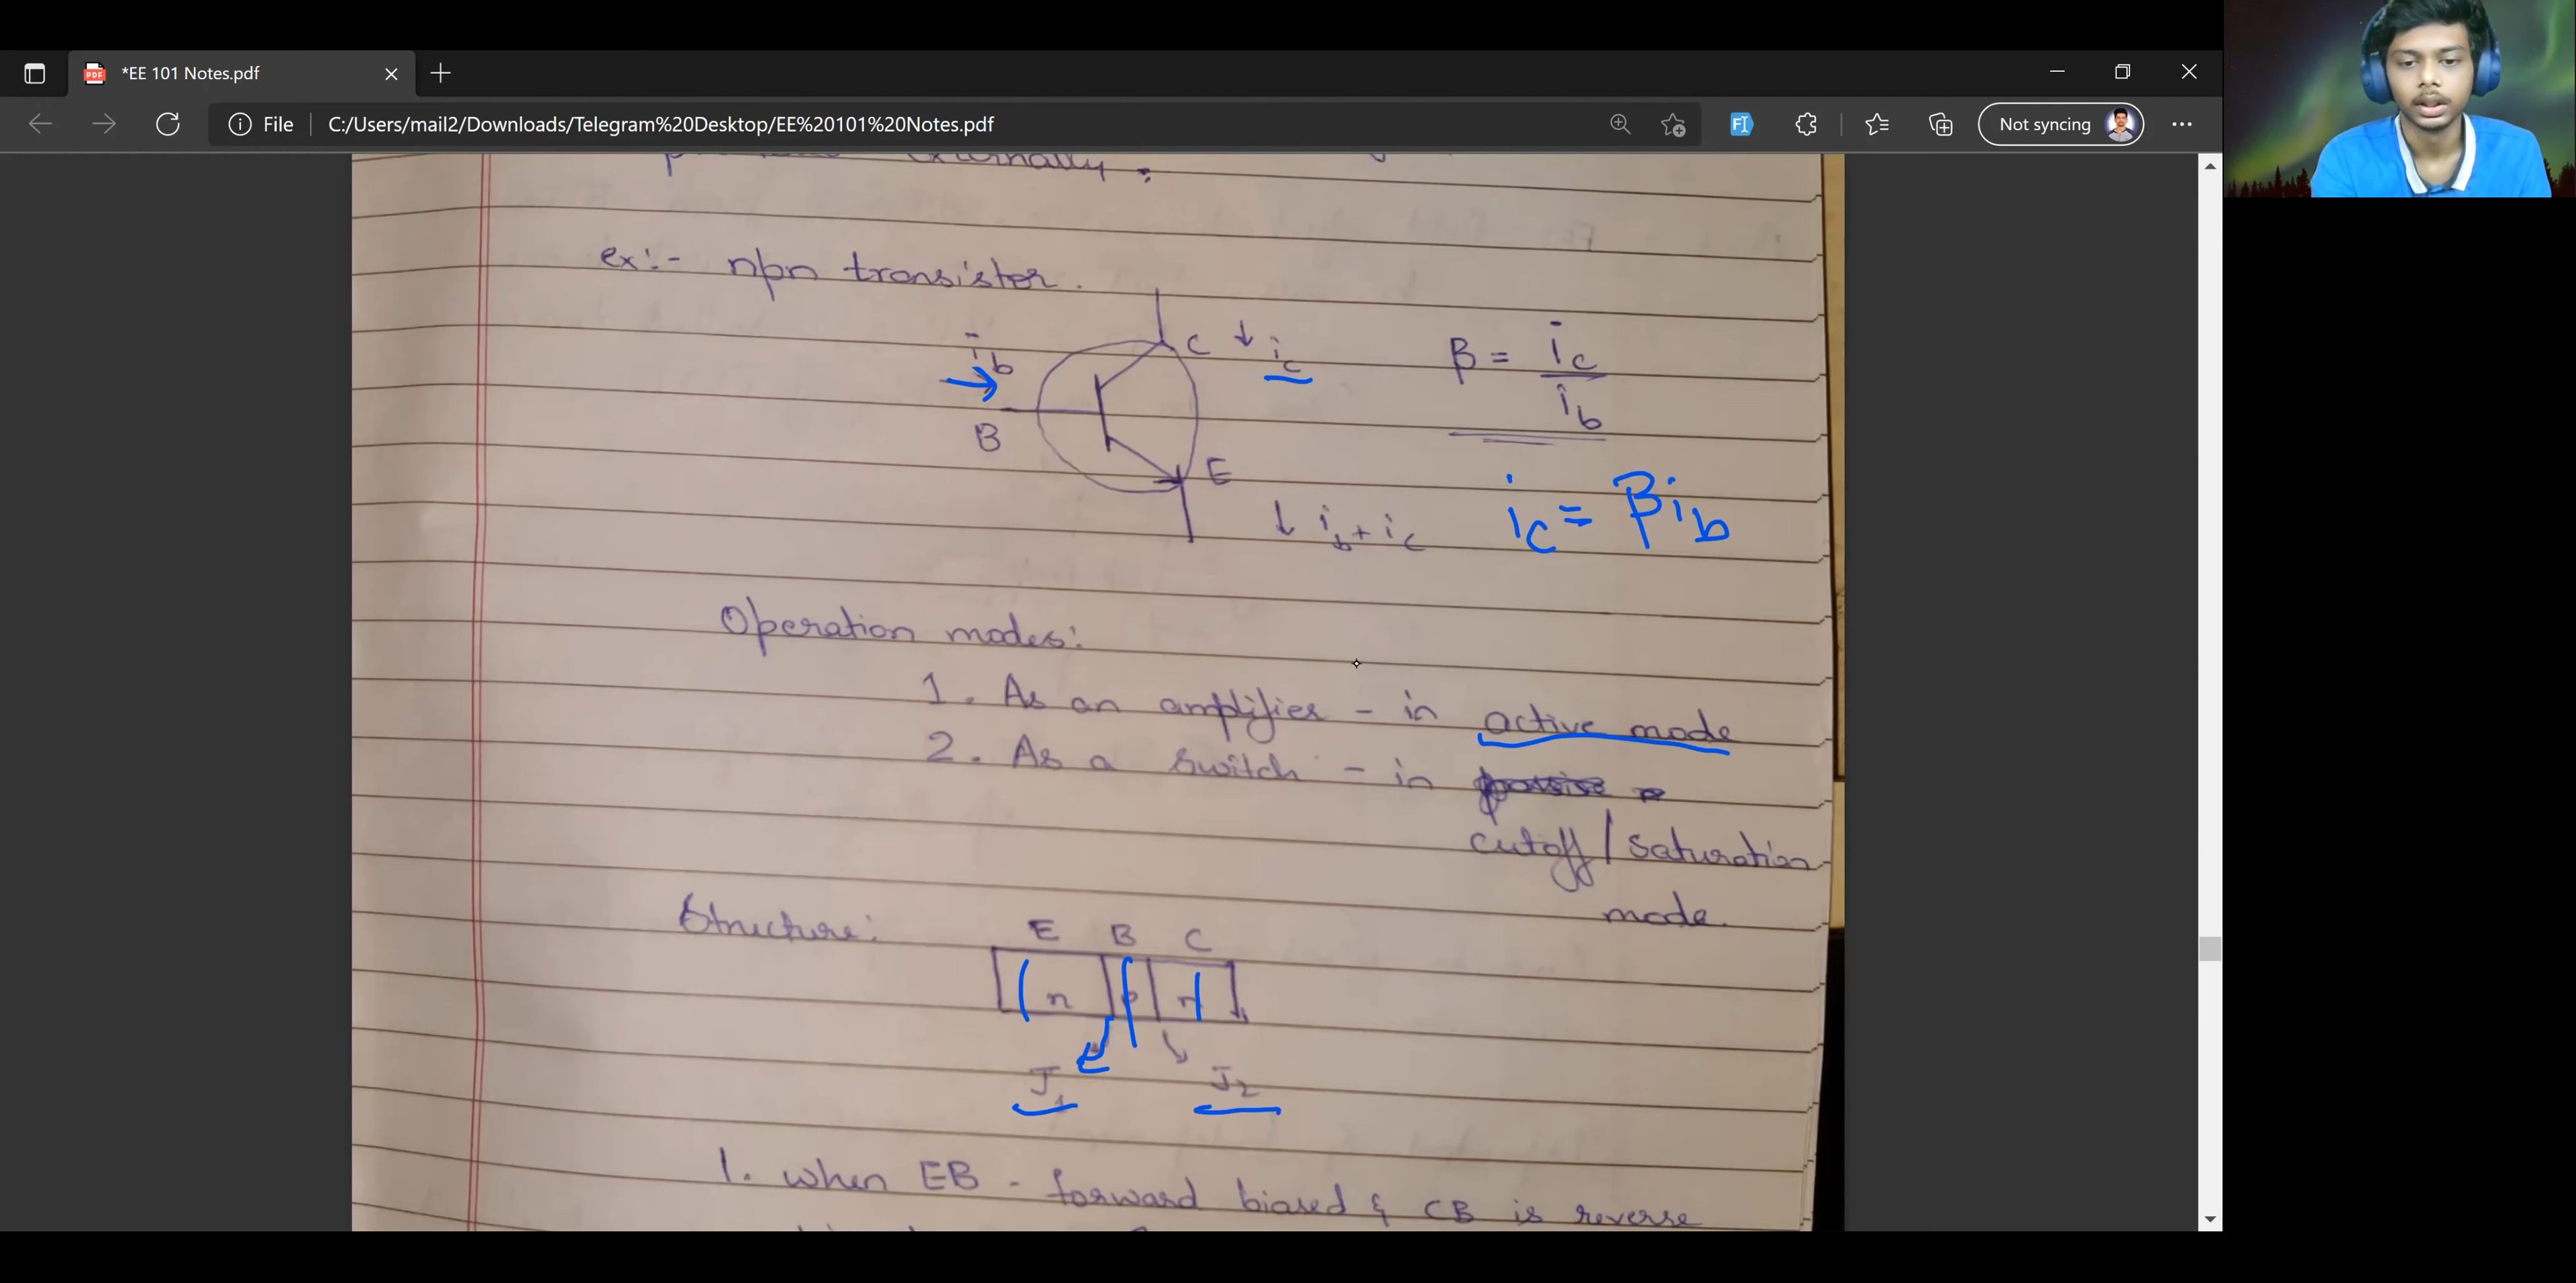 *EE 101 Notes.pdf
File C:/Users/mail2/Downloads/Telegram%20Desktop/EE%20101%20Notes.pdf Not syncing
externally.
ex:- npn transistor.
ib
C ↓ ic
β = ic / ib
B
E
↓ ib + ic
ic = βib
Operation modes:
1. As an amplifier - in active mode
2. As a switch - in
cutoff / saturation
mode.
Structure:
E B C
n p n
J1 J2
1. when EB - forward biased & CB is reverse